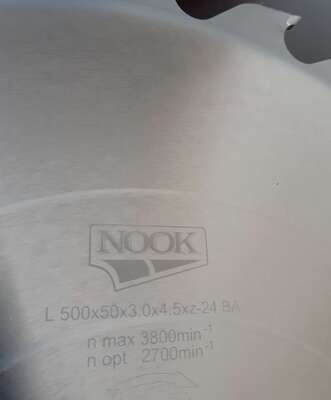 NOOK
L 500x50x3.0x4.5xz-24 BA
n max 3800min⁻¹
n opt 2700min⁻¹